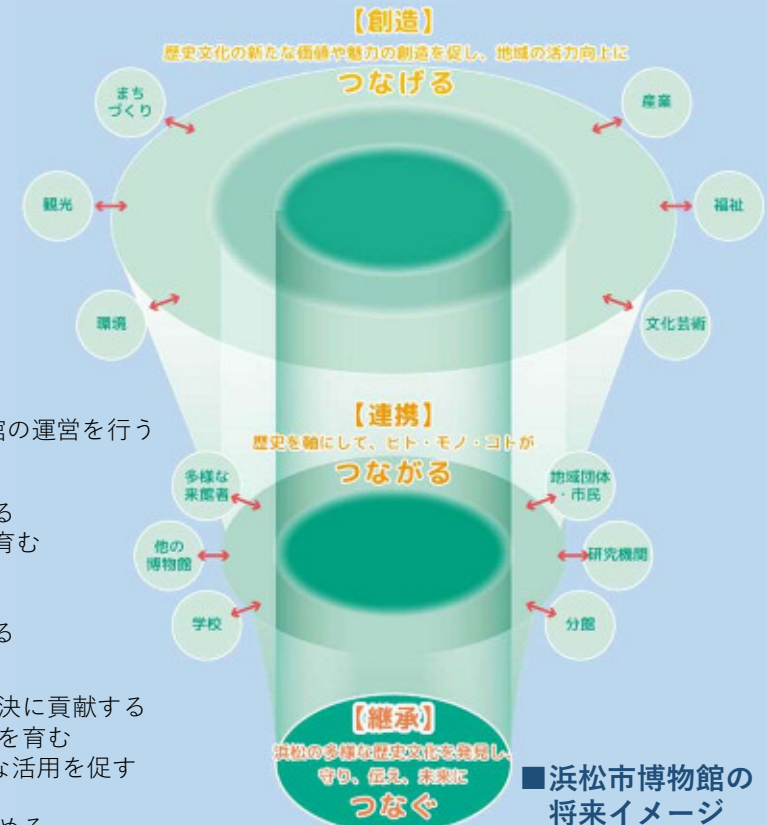 【創造】
歴史文化の新たな価値や魅力の創造を促し、地域の活力向上に
つなげる
まち
づくり
産業
観光
福祉
環境
文化芸術
【連携】
歴史を軸にして、ヒト・モノ・コトが
つながる
多様な
来館者
地域団体
・市民
他の
博物館
研究機関
学校
分館
【継承】
浜松の多様な歴史文化を発見し、
守り、伝え、未来に
つなぐ
■浜松市博物館の
将来イメージ
館の運営を行う
る
育む
る
決に貢献する
を育む
な活用を促す
める